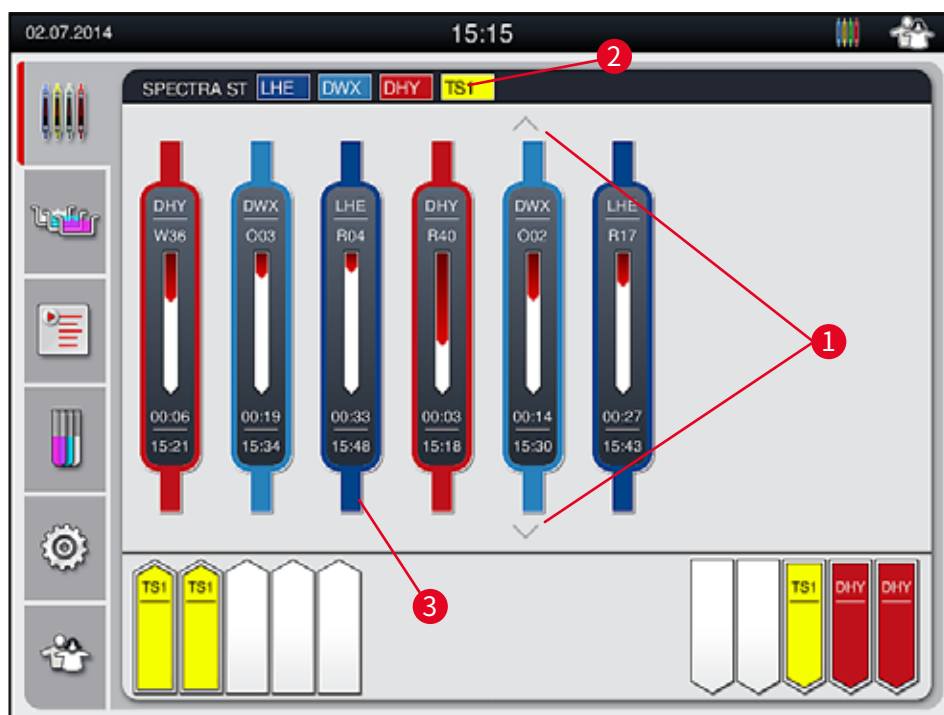 02.07.2014 15:15
2
SPECTRA ST LHE DWX DHY TS1
DHY DWX LHE DHY DWX LHE
W36 O03 R04 R40 O02 R17
1
00:06 00:19 00:33 00:03 00:14 00:27
15:21 15:34 15:48 15:18 15:30 15:43
TS1 TS1 TS1 DHY DHY
3